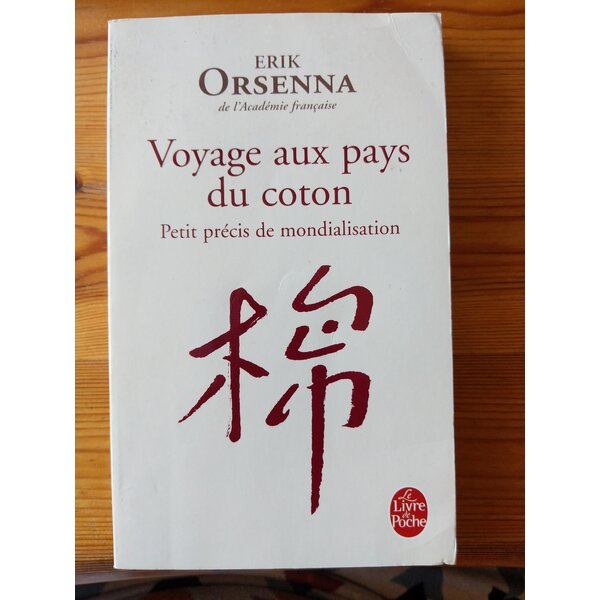 ERIK
ORSENNA
de l'Académie française
Voyage aux pays
du coton
Petit précis de mondialisation
棉
Le
Livre
de
Poche